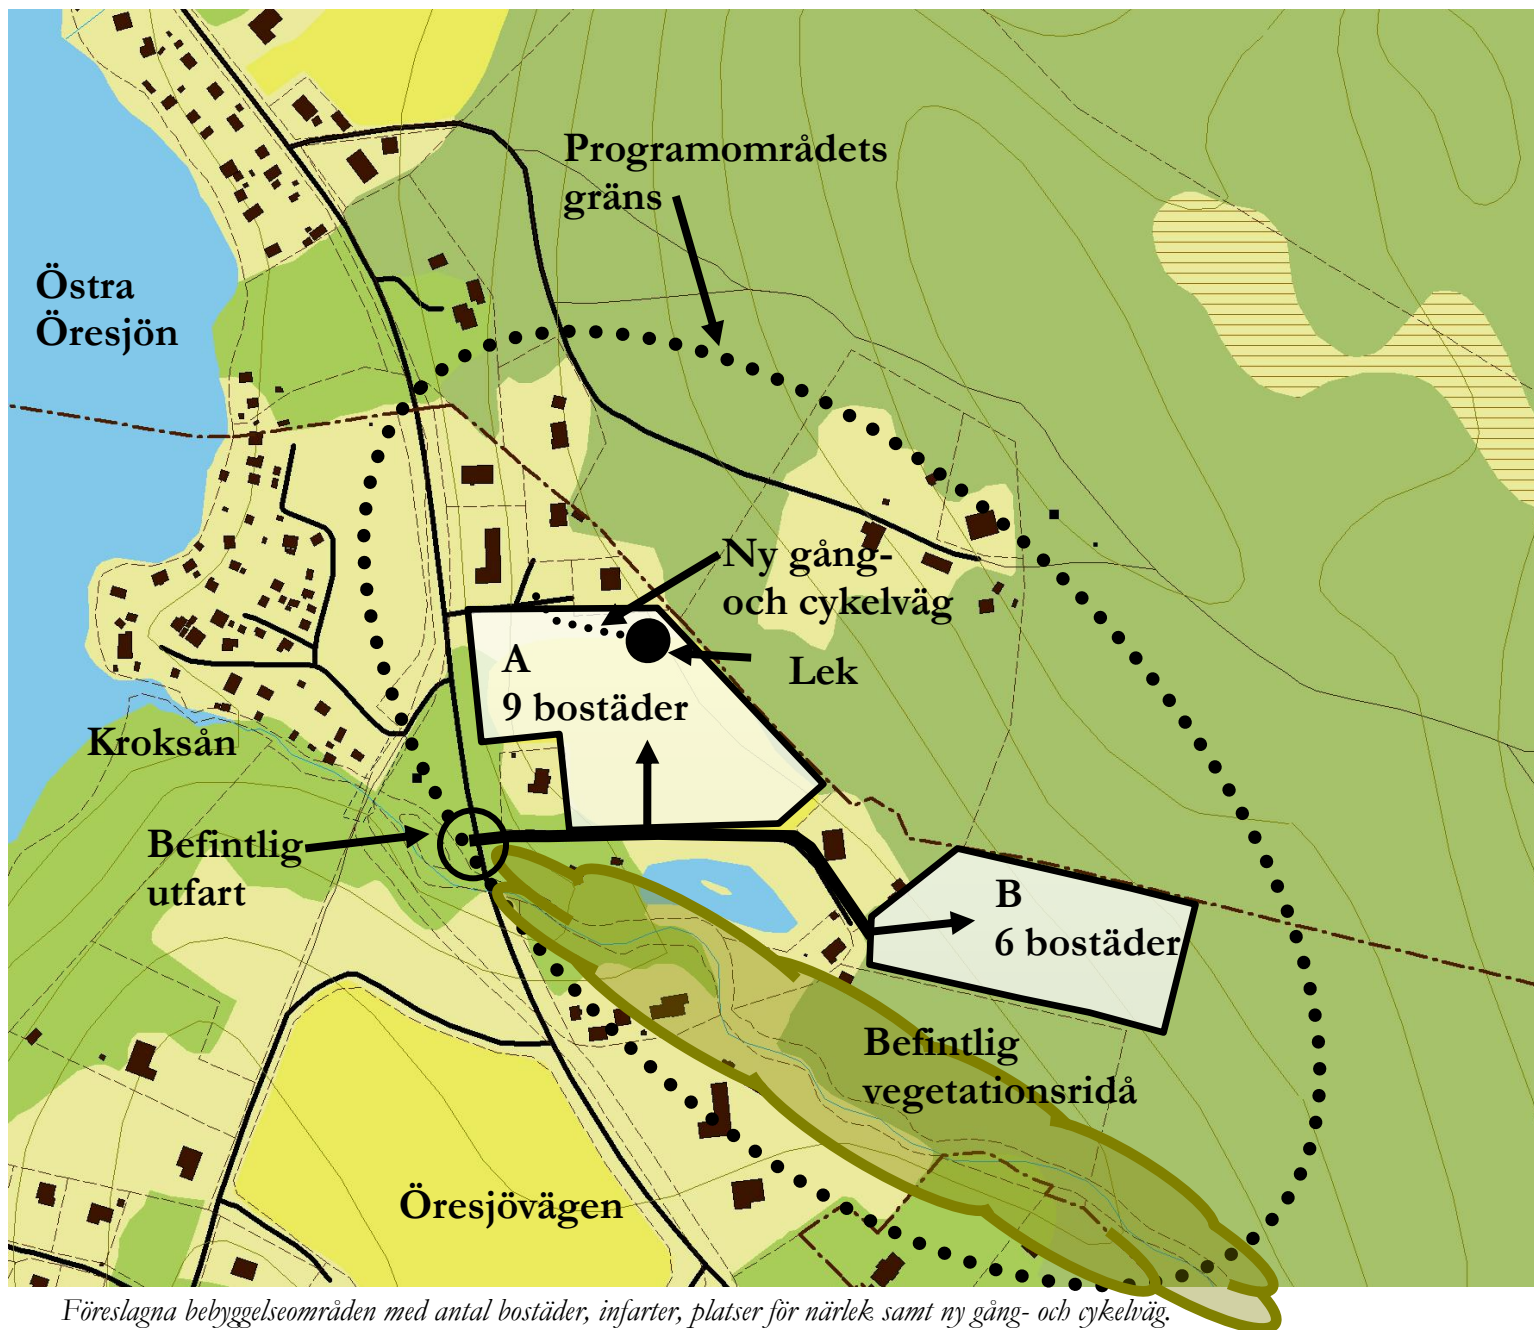 Programområdets
gräns
Östra
Öresjön
Ny gång-
och cykelväg
Lek
A
9 bostäder
Kroksån
Befintlig
utfart
B
6 bostäder
Befintlig
vegetationsridå
Öresjövägen
Föreslagna bebyggelseområden med antal bostäder, infarter, platser för närlek samt ny gång- och cykelväg.